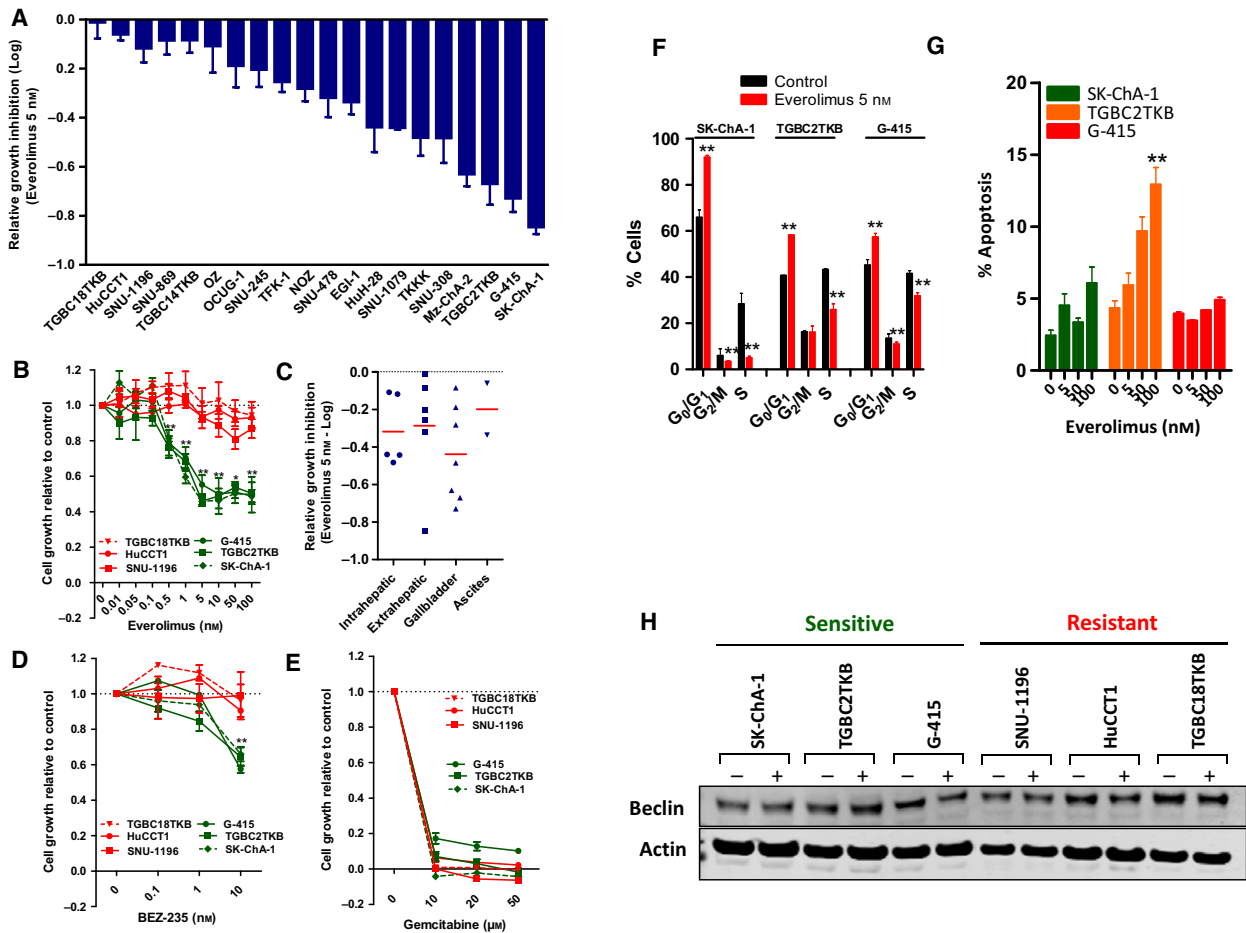 A
Relative growth inhibition (Log)
(Everolimus 5 nM)
0.0
0.2
−0.4
−0.6
−0.8
−1.0
TGBC18TKB
HuCCT1
SNU-1196
SNU-869
TGBC14TKB
OZ
OCUG-1
SNU-245
TFK-1
NOZ
SNU-478
EGI-1
HuH-28
SNU-1079
TKKK
SNU-308
Mz-ChA-2
TGBC2TKB
G-415
SK-ChA-1
B
Cell growth relative to control
1.2
1.0
0.8
0.6
0.4
0.2
0.0
−0.2
** ** ** ** * **
TGBC18TKB
HuCCT1
SNU-1196
G-415
TGBC2TKB
SK-ChA-1
0 0.01 0.05 0.1 0.5 1 5 10 50 100
Everolimus (nM)
C
Relative growth inhibition
(Everolimus 5 nM - Log)
−0.0
−0.2
−0.4
−0.6
−0.8
−1.0
Intrahepatic
Extrahepatic
Gallbladder
Ascites
D
Cell growth relative to control
1.2
1.0
0.8
0.6
0.4
0.2
0.0
−0.2
**
TGBC18TKB
HuCCT1
SNU-1196
G-415
TGBC2TKB
SK-ChA-1
0 0.1 1 10
BEZ-235 (nM)
E
Cell growth relative to control
1.2
1.0
0.8
0.6
0.4
0.2
0.0
−0.2
TGBC18TKB
HuCCT1
SNU-1196
G-415
TGBC2TKB
SK-ChA-1
0 10 20 50
Gemcitabine (µM)
F
Control
Everolimus 5 nM
SK-ChA-1 TGBC2TKB G-415
% Cells
100
80
60
40
20
0
** ** ** ** ** ** ** **
G0/G1 G2/M S G0/G1 G2/M S G0/G1 G2/M S
G
SK-ChA-1
TGBC2TKB
G-415
% Apoptosis
20
15
10
5
0
**
0 5 50 100 0 5 50 100 0 5 50 100
Everolimus (nM)
H
Sensitive Resistant
SK-ChA-1 TGBC2TKB G-415 SNU-1196 HuCCT1 TGBC18TKB
− + − + − + − + − + − +
Beclin
Actin